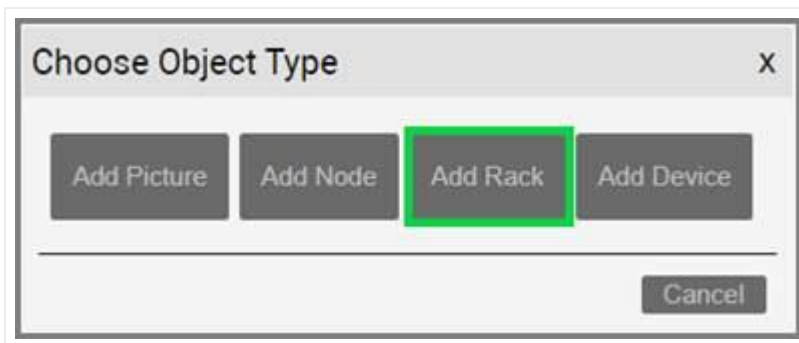 Choose Object Type x
Add Picture Add Node Add Rack Add Device
Cancel